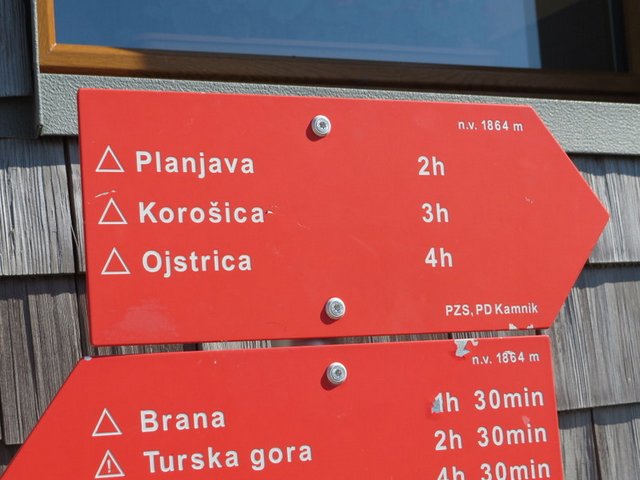 n.v. 1864 m
Planjava 2h
Korošica 3h
Ojstrica 4h
PZS, PD Kamnik
n.v. 1864 m
Brana 1h 30min
Turska gora 2h 30min
4h 30min